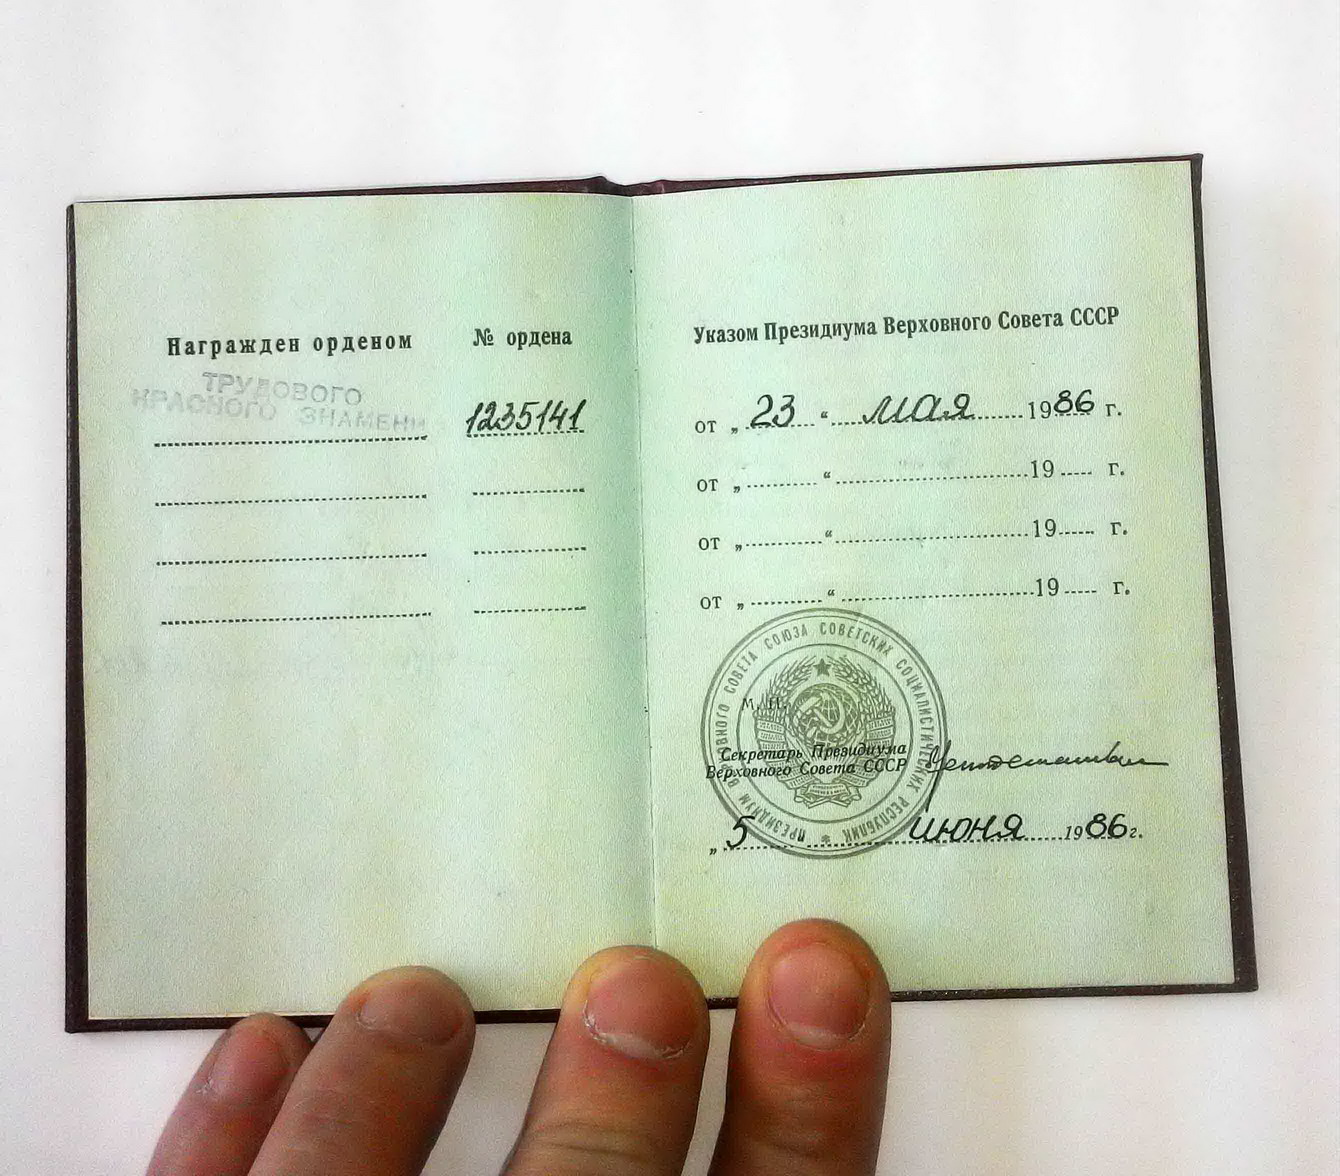 Награжден орденом № ордена
ТРУДОВОГО
КРАСНОГО ЗНАМЕНИ 1235141
Указом Президиума Верховного Совета СССР
от „ 23 “ мая 1986 г.
от „ “ 19 г.
от „ “ 19 г.
от „ “ 19 г.
ПРЕЗИДИУМ ВЕРХОВНОГО СОВЕТА СОЮЗА СОВЕТСКИХ СОЦИАЛИСТИЧЕСКИХ РЕСПУБЛИК *
М. П.
Секретарь Президиума
Верховного Совета СССР
„ 5 июня 1986 г.